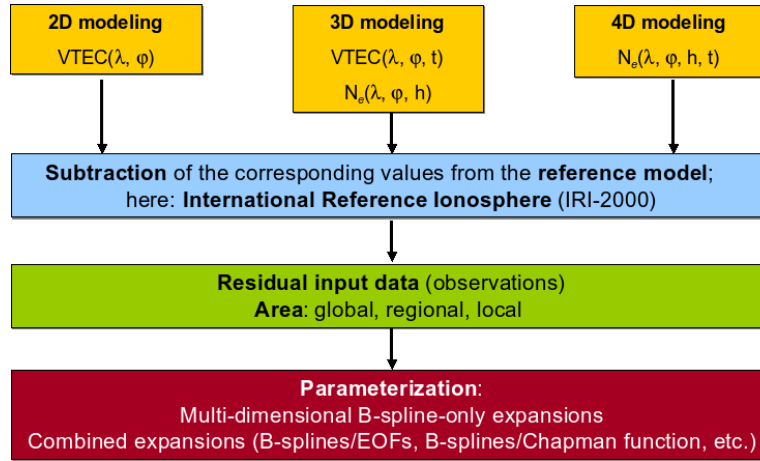 2D modeling
VTEC(λ, φ)
3D modeling
VTEC(λ, φ, t)
Nₑ(λ, φ, h)
4D modeling
Nₑ(λ, φ, h, t)
Subtraction of the corresponding values from the reference model;
here: International Reference Ionosphere (IRI-2000)
Residual input data (observations)
Area: global, regional, local
Parameterization:
Multi-dimensional B-spline-only expansions
Combined expansions (B-splines/EOFs, B-splines/Chapman function, etc.)